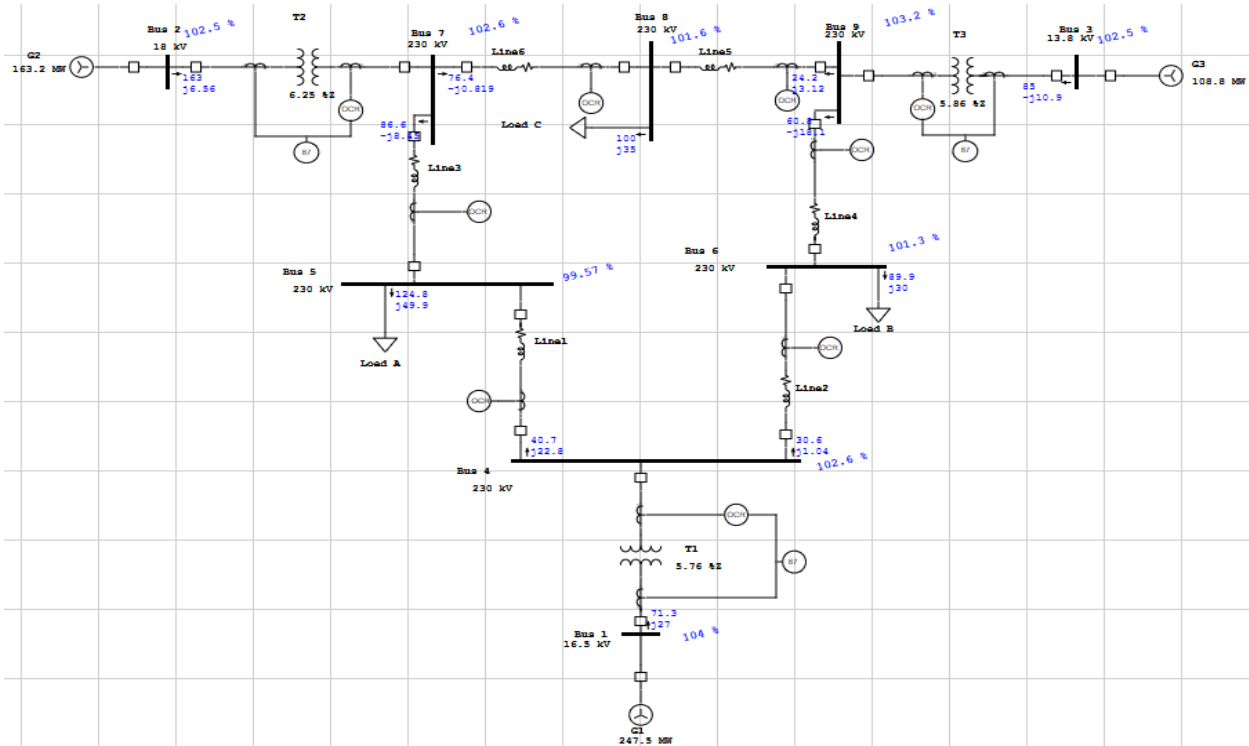 T2
Bus 2
18 kV
102.5 %
G2
163.2 MW
163
j6.56
6.25 %Z
OCR
87
Bus 7
230 kV
102.6 %
76.4
-j0.819
Line6
OCR
Bus 8
230 kV
101.6 %
Line5
OCR
Load C
100
j35
Bus 9
230 kV
103.2 %
24.2
j3.12
60.8
-j18.1
T3
5.86 %Z
OCR
87
Bus 3
13.8 kV
102.5 %
85
-j10.9
G3
108.8 MW
86.6
Line3
OCR
OCR
Line4
Bus 5
230 kV
99.57 %
124.8
j49.9
Load A
Line1
OCR
40.7
j22.8
Bus 6
230 kV
101.3 %
89.9
j30
Load B
OCR
Line2
30.6
j1.04
Bus 4
230 kV
102.6 %
OCR
T1
5.76 %Z
87
71.3
j27
Bus 1
16.5 kV
104 %
G1
247.5 MW